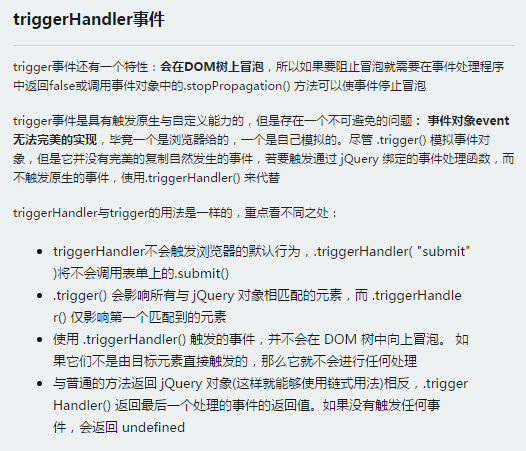 triggerHandler事件
trigger事件还有一个特性：会在DOM树上冒泡，所以如果要阻止冒泡就需要在事件处理程序
中返回false或调用事件对象中的.stopPropagation() 方法可以使事件停止冒泡
trigger事件是具有触发原生与自定义能力的，但是存在一个不可避免的问题： 事件对象event
无法完美的实现，毕竟一个是浏览器给的，一个是自己模拟的。尽管 .trigger() 模拟事件对
象，但是它并没有完美的复制自然发生的事件，若要触发通过 jQuery 绑定的事件处理函数，而
不触发原生的事件，使用.triggerHandler() 来代替
triggerHandler与trigger的用法是一样的，重点看不同之处：
• triggerHandler不会触发浏览器的默认行为，.triggerHandler( "submit"
)将不会调用表单上的.submit()
• .trigger() 会影响所有与 jQuery 对象相匹配的元素，而 .triggerHandle
r() 仅影响第一个匹配到的元素
• 使用 .triggerHandler() 触发的事件，并不会在 DOM 树中向上冒泡。 如
果它们不是由目标元素直接触发的，那么它就不会进行任何处理
• 与普通的方法返回 jQuery 对象(这样就能够使用链式用法)相反，.trigger
Handler() 返回最后一个处理的事件的返回值。如果没有触发任何事
件，会返回 undefined